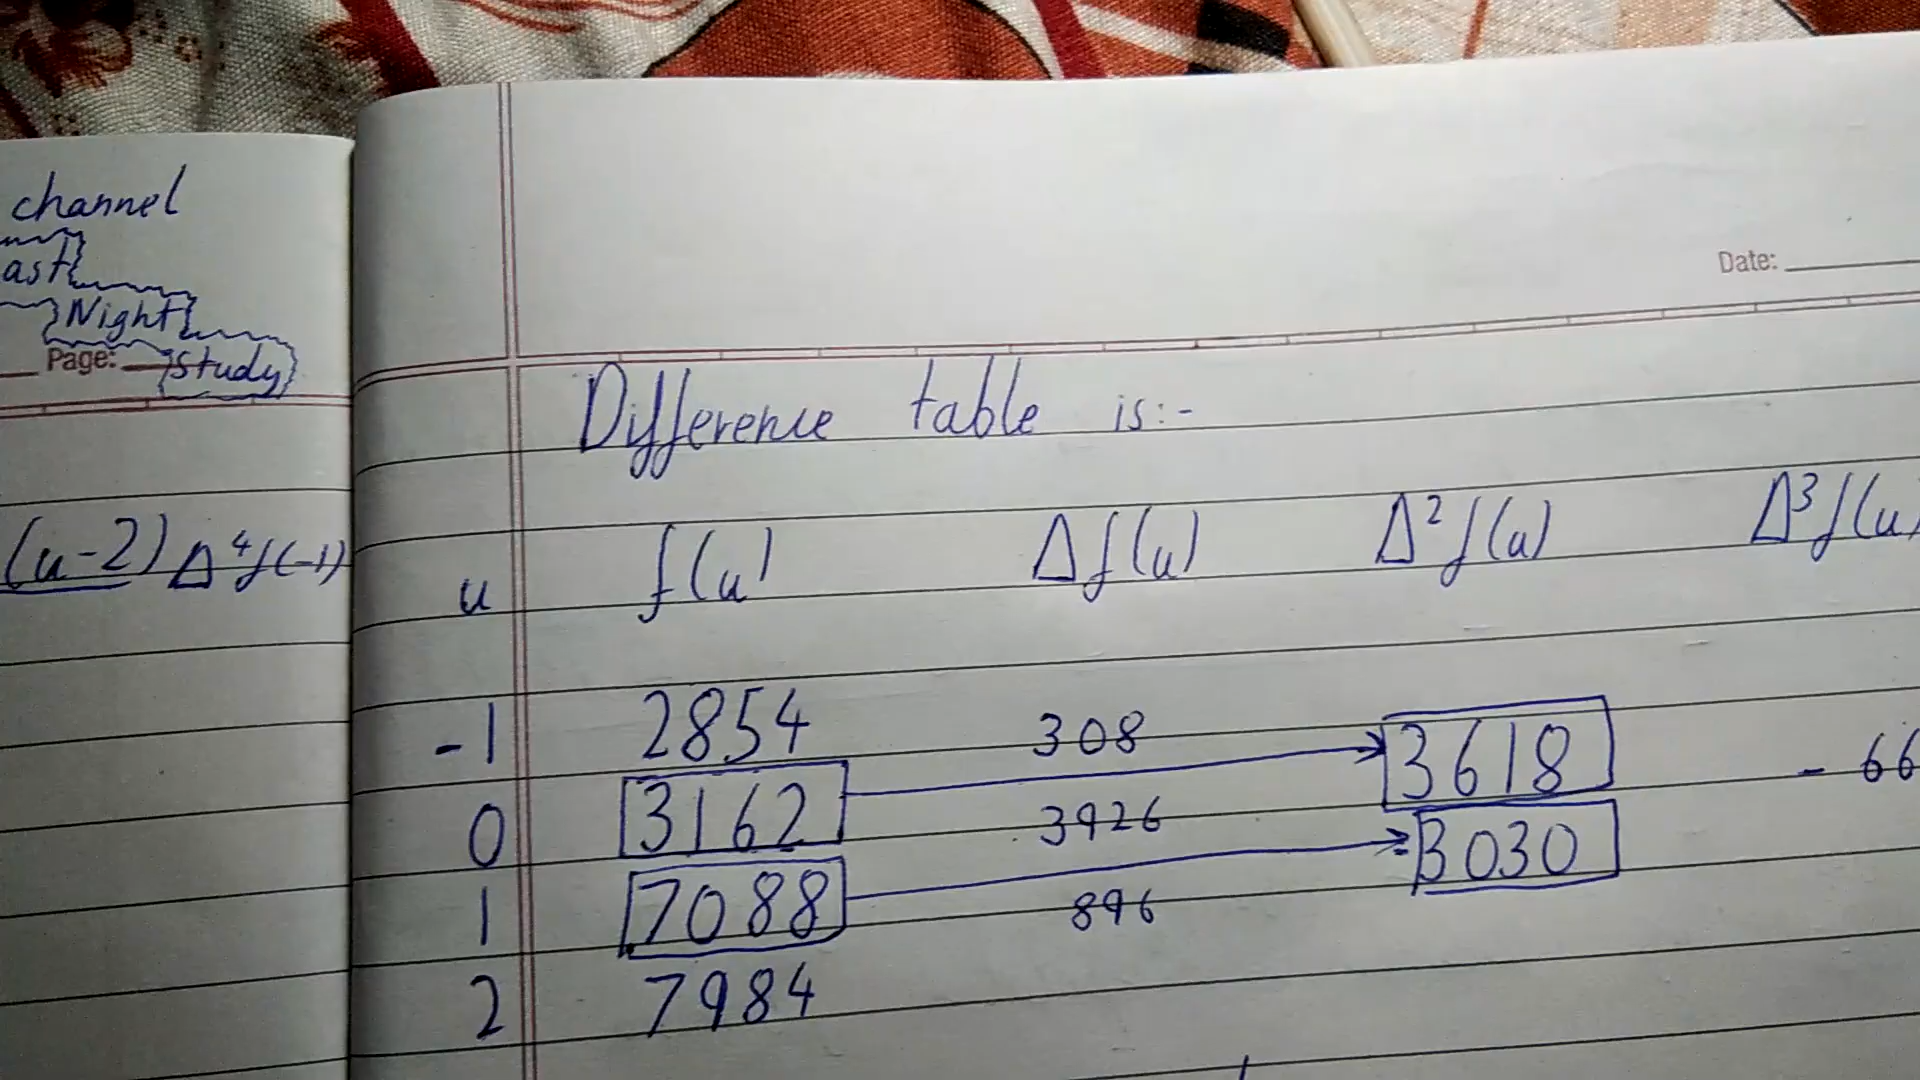 channel
ast
Night
Page: Study
(u-2) Δ⁴f(-1)
Date:
Difference table is:-
u f(u) Δf(u) Δ²f(u) Δ³f(u)
-1 2854 308 3618 - 66
0 3162 3926 -3030
1 7088 896
2 7984